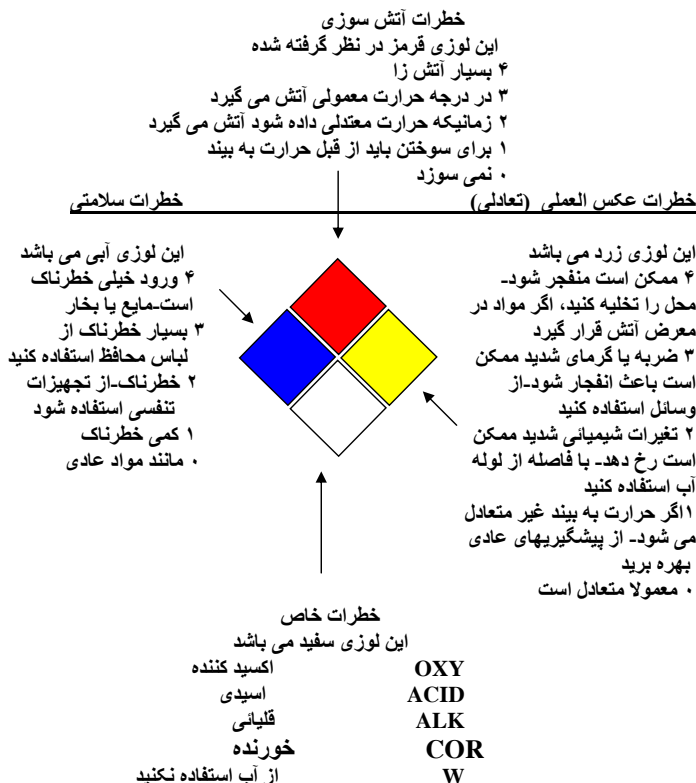 خطرات آتش سوزی
این لوزی قرمز در نظر گرفته شده
۴ بسیار آتش زا
۳ در درجه حرارت معمولی آتش می گیرد
۲ زمانیکه حرارت معتدلی داده شود آتش می گیرد
۱ برای سوختن باید از قبل حرارت به بیند
۰ نمی سوزد
خطرات عکس العملی (تعادلی)
این لوزی زرد می باشد
۴ ممکن است منفجر شود-
محل را تخلیه کنید، اگر مواد در
معرض آتش قرار گیرد
۳ ضربه یا گرمای شدید ممکن
است باعث انفجار شود-از
وسائل استفاده کنید
۲ تغیرات شیمیائی شدید ممکن
است رخ دهد- با فاصله از لوله
آب استفاده کنید
۱اگر حرارت به بیند غیر متعادل
می شود- از پیشگیریهای عادی
بهره برید
۰ معمولا متعادل است
خطرات سلامتی
این لوزی آبی می باشد
۴ ورود خیلی خطرناک
است-مایع یا بخار
۳ بسیار خطرناک از
لباس محافظ استفاده کنید
۲ خطرناک-از تجهیزات
تنفسی استفاده شود
۱ کمی خطرناک
۰ مانند مواد عادی
خطرات خاص
این لوزی سفید می باشد
OXY اکسید کننده
ACID اسیدی
ALK قلیائی
COR خورنده
W از آب استفاده نکنید